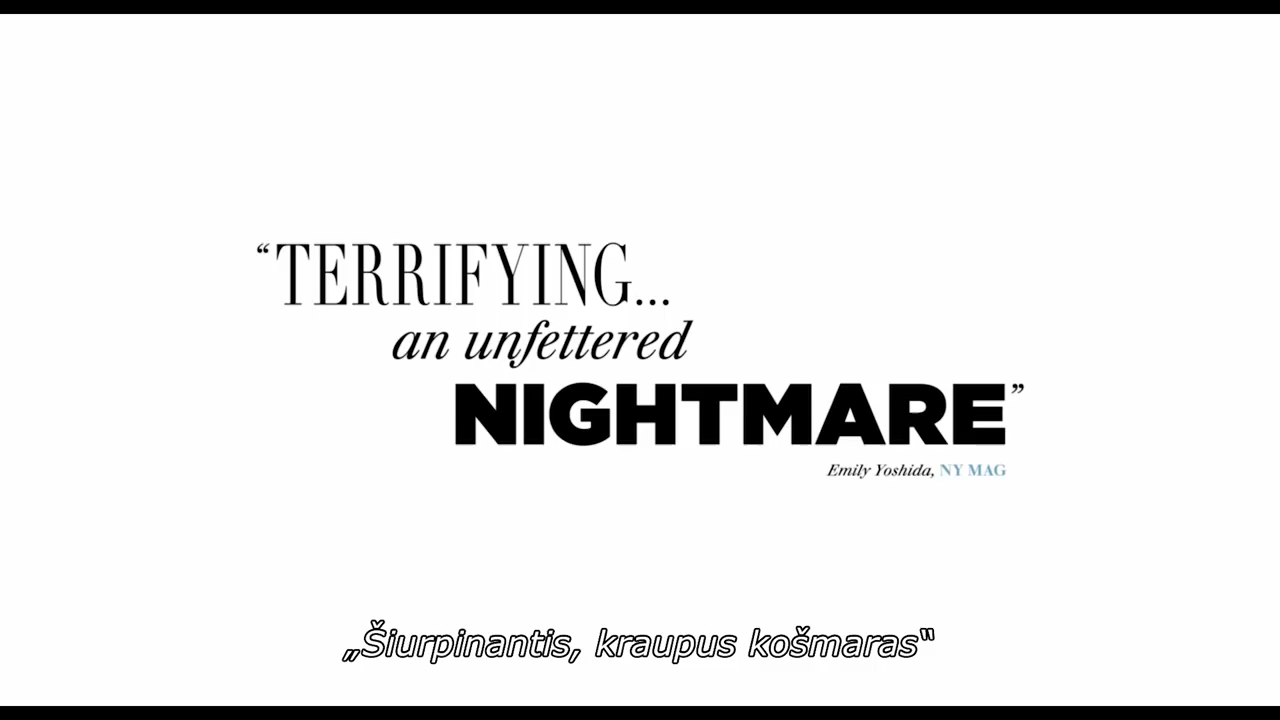 “TERRIFYING...
an unfettered
NIGHTMARE”
Emily Yoshida, NY MAG
„Šiurpinantis, kraupus košmaras“